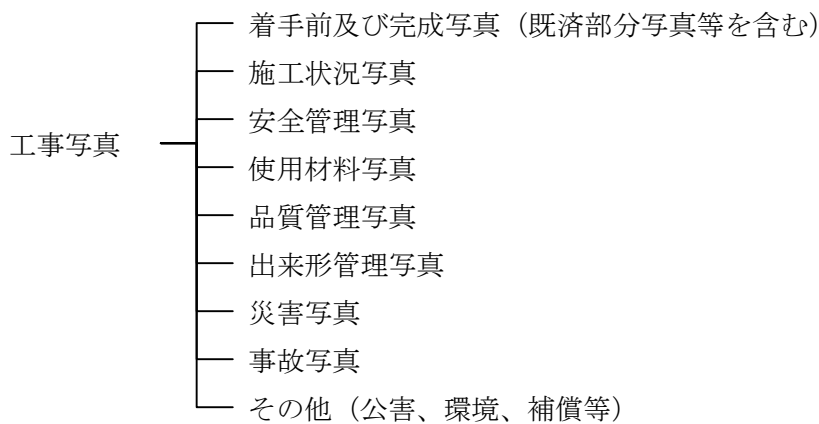 着手前及び完成写真（既済部分写真等を含む）
施工状況写真
安全管理写真
工事写真
使用材料写真
品質管理写真
出来形管理写真
災害写真
事故写真
その他（公害、環境、補償等）